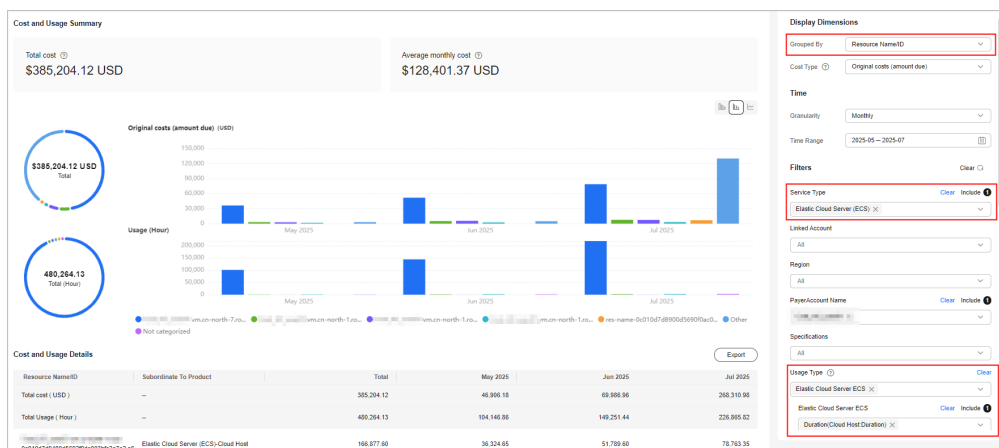 Cost and Usage Summary
Total cost
$385,204.12 USD
Average monthly cost
$128,401.37 USD
Original costs (amount due) (USD)
150,000
120,000
90,000
60,000
30,000
0
May 2025
Jun 2025
Jul 2025
$385,204.12 USD
Total
Usage (Hour)
200,000
150,000
100,000
50,000
0
May 2025
Jun 2025
Jul 2025
480,264.13
Total (Hour)
vm.cn-north-7.ro...
vm.cn-north-1.ro...
vm.cn-north-1.ro...
ym.cn-north-1.ro...
res-name-0c010d7d8900d5690f0ac0...
Other
Not categorized
Cost and Usage Details
Export
Resource Name/ID Subordinate To Product Total May 2025 Jun 2025 Jul 2025
Total cost ( USD ) -- 385,204.12 46,906.18 69,986.96 268,310.98
Total Usage ( Hour ) -- 480,264.13 104,146.86 149,251.44 226,865.82
Elastic Cloud Server (ECS)-Cloud Host 166,877.60 36,324.65 51,789.60 78,763.35
Display Dimensions
Grouped By Resource Name/ID
Cost Type Original costs (amount due)
Time
Granularity Monthly
Time Range 2025-05 – 2025-07
Filters Clear
Service Type Clear Include 1
Elastic Cloud Server (ECS)
Linked Account
All
Region
All
PayerAccount Name Clear Include 1
Specifications
All
Usage Type Clear
Elastic Cloud Server ECS
Elastic Cloud Server ECS Clear Include 1
Duration(Cloud Host:Duration)